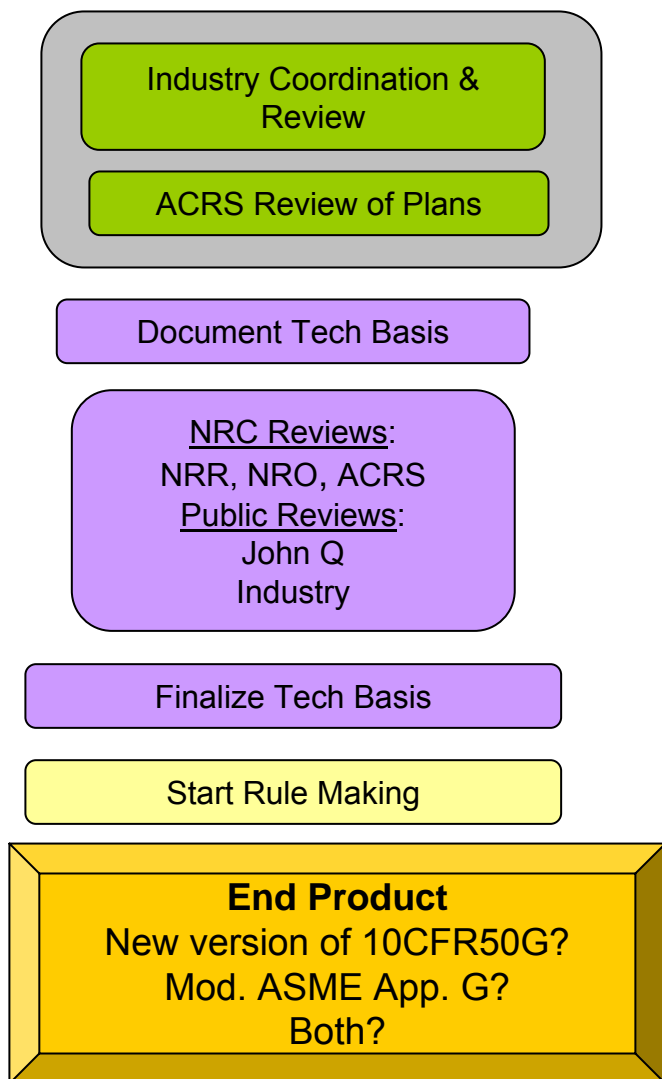 Industry Coordination &
Review
ACRS Review of Plans
Document Tech Basis
NRC Reviews:
NRR, NRO, ACRS
Public Reviews:
John Q
Industry
Finalize Tech Basis
Start Rule Making
End Product
New version of 10CFR50G?
Mod. ASME App. G?
Both?